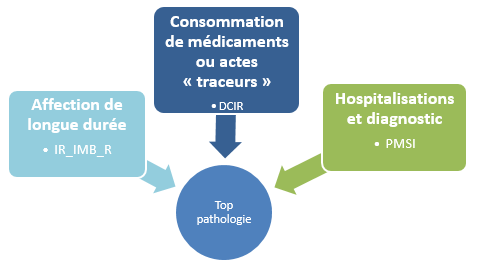 Consommation
de médicaments
ou actes
« traceurs »
• DCIR
Affection de
longue durée
• IR_IMB_R
Hospitalisations
et diagnostic
• PMSI
Top
pathologie